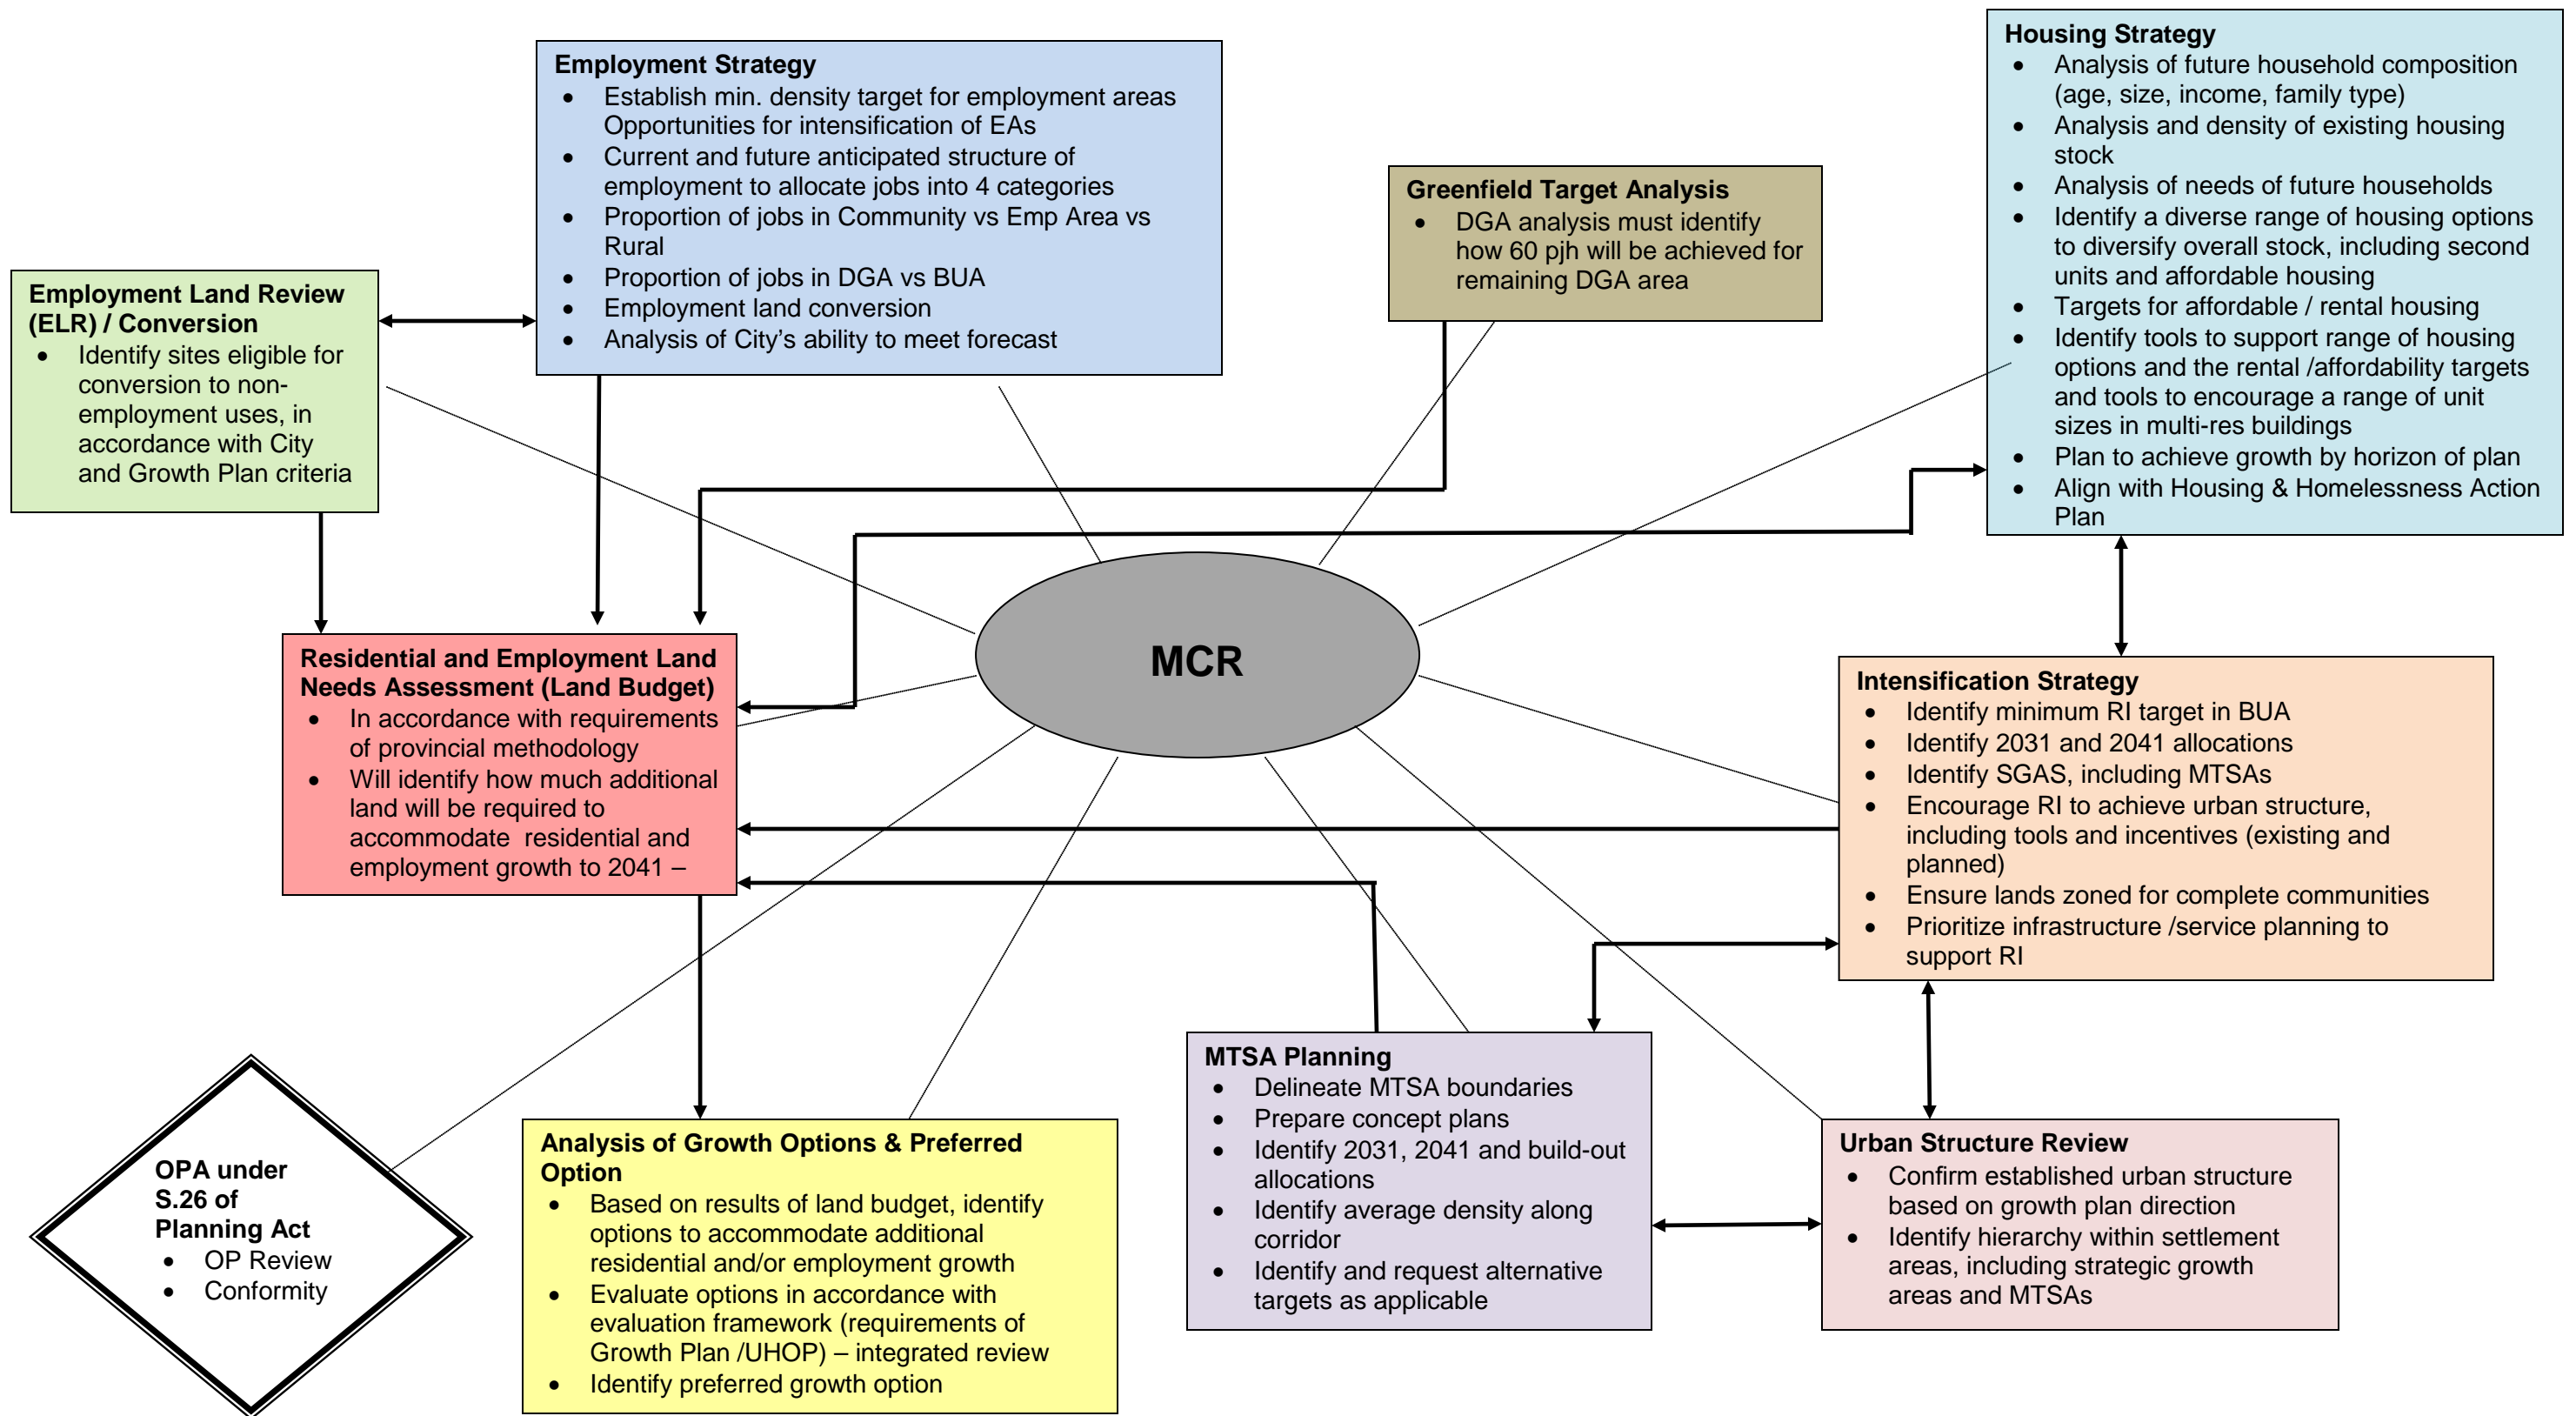 Employment Strategy
• Establish min. density target for employment areas
Opportunities for intensification of EAs
• Current and future anticipated structure of
employment to allocate jobs into 4 categories
• Proportion of jobs in Community vs Emp Area vs
Rural
• Proportion of jobs in DGA vs BUA
• Employment land conversion
• Analysis of City’s ability to meet forecast
Housing Strategy
• Analysis of future household composition
(age, size, income, family type)
• Analysis and density of existing housing
stock
• Analysis of needs of future households
• Identify a diverse range of housing options
to diversify overall stock, including second
units and affordable housing
• Targets for affordable / rental housing
• Identify tools to support range of housing
options and the rental /affordability targets
and tools to encourage a range of unit
sizes in multi-res buildings
• Plan to achieve growth by horizon of plan
• Align with Housing & Homelessness Action
Plan
Greenfield Target Analysis
• DGA analysis must identify
how 60 pjh will be achieved for
remaining DGA area
Employment Land Review
(ELR) / Conversion
• Identify sites eligible for
conversion to non-
employment uses, in
accordance with City
and Growth Plan criteria
MCR
Residential and Employment Land
Needs Assessment (Land Budget)
• In accordance with requirements
of provincial methodology
• Will identify how much additional
land will be required to
accommodate residential and
employment growth to 2041 –
Intensification Strategy
• Identify minimum RI target in BUA
• Identify 2031 and 2041 allocations
• Identify SGAS, including MTSAs
• Encourage RI to achieve urban structure,
including tools and incentives (existing and
planned)
• Ensure lands zoned for complete communities
• Prioritize infrastructure /service planning to
support RI
OPA under
S.26 of
Planning Act
• OP Review
• Conformity
Analysis of Growth Options & Preferred
Option
• Based on results of land budget, identify
options to accommodate additional
residential and/or employment growth
• Evaluate options in accordance with
evaluation framework (requirements of
Growth Plan /UHOP) – integrated review
• Identify preferred growth option
MTSA Planning
• Delineate MTSA boundaries
• Prepare concept plans
• Identify 2031, 2041 and build-out
allocations
• Identify average density along
corridor
• Identify and request alternative
targets as applicable
Urban Structure Review
• Confirm established urban structure
based on growth plan direction
• Identify hierarchy within settlement
areas, including strategic growth
areas and MTSAs